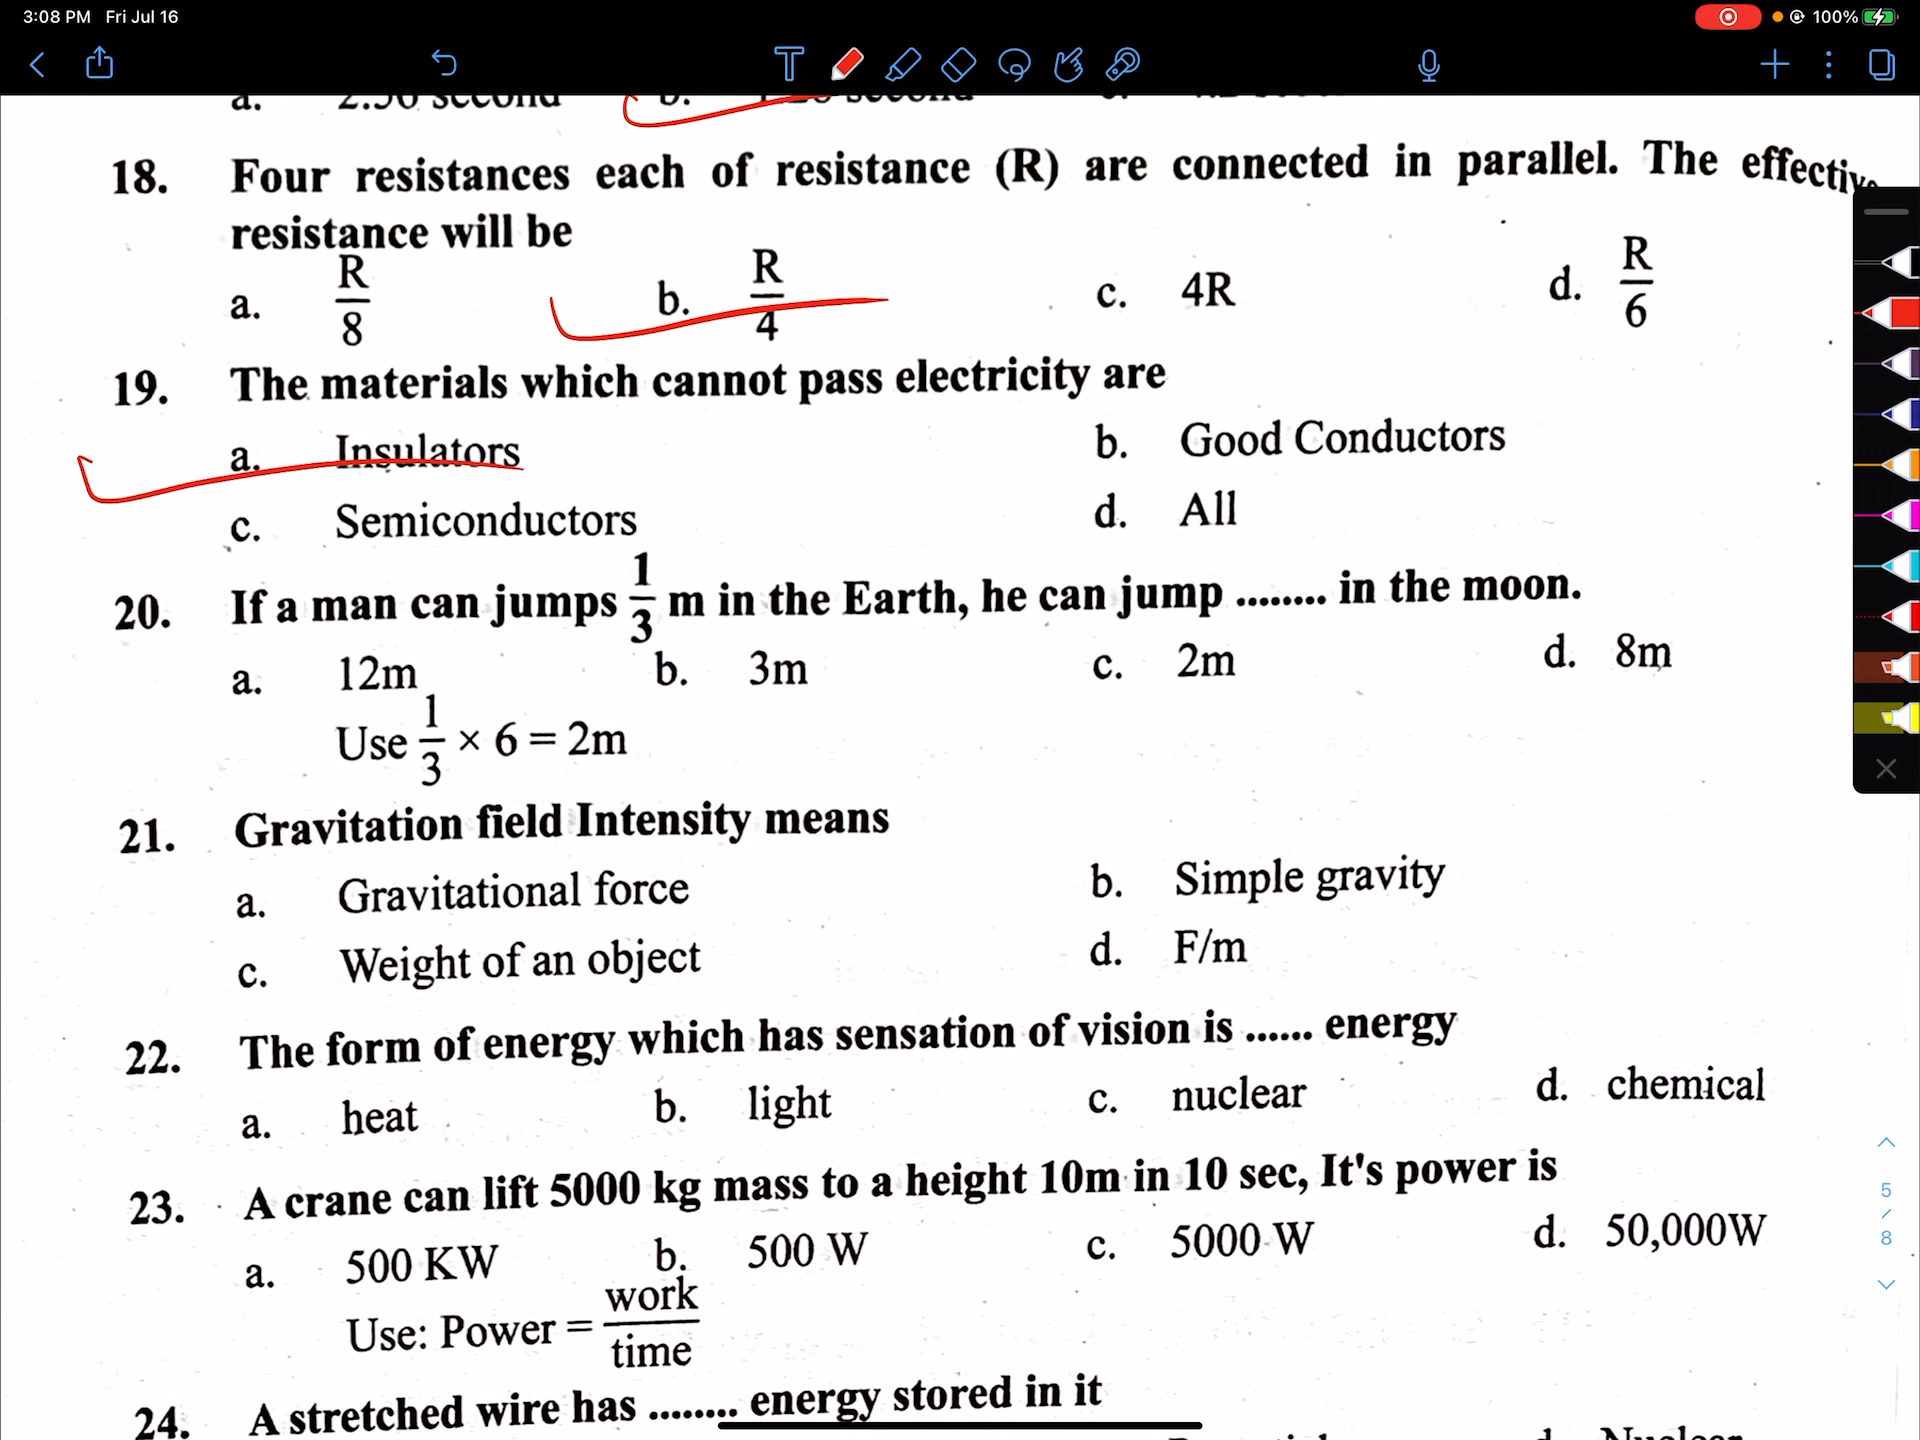 3:08 PM Fri Jul 16
100%
a. 2.56 second b. second
18. Four resistances each of resistance (R) are connected in parallel. The effective
resistance will be
a. R/8 b. R/4 c. 4R d. R/6
19. The materials which cannot pass electricity are
a. Insulators b. Good Conductors
c. Semiconductors d. All
20. If a man can jumps 1/3 m in the Earth, he can jump ........ in the moon.
a. 12m b. 3m c. 2m d. 8m
Use 1/3 × 6 = 2m
21. Gravitation field Intensity means
a. Gravitational force b. Simple gravity
c. Weight of an object d. F/m
22. The form of energy which has sensation of vision is ...... energy
a. heat b. light c. nuclear d. chemical
23. A crane can lift 5000 kg mass to a height 10m in 10 sec, It's power is
a. 500 KW b. 500 W c. 5000 W d. 50,000W
Use: Power = work/time
24. A stretched wire has ........ energy stored in it
d. Nuclear
5
/
8